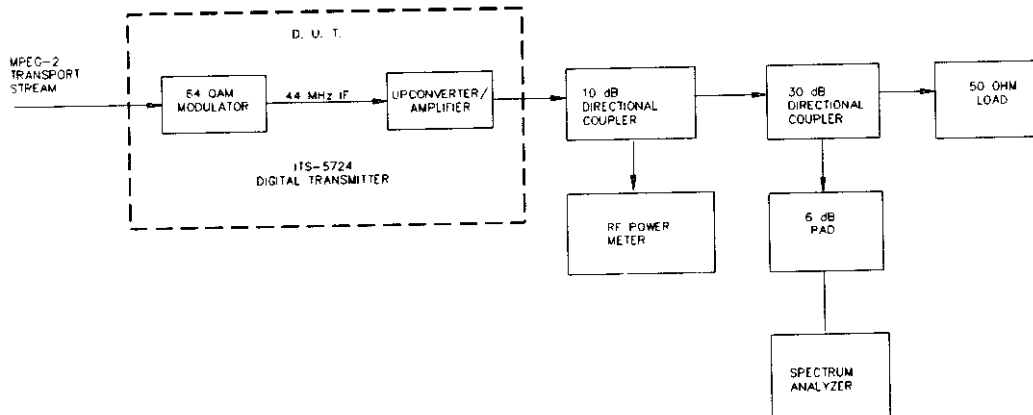 D. U. T.
MPEG-2
TRANSPORT
STREAM
64 QAM
MODULATOR
44 MHz IF
UPCONVERTER/
AMPLIFIER
10 dB
DIRECTIONAL
COUPLER
30 dB
DIRECTIONAL
COUPLER
50 OHM
LOAD
ITS-5724
DIGITAL TRANSMITTER
RF POWER
METER
6 dB
PAD
SPECTRUM
ANALYZER